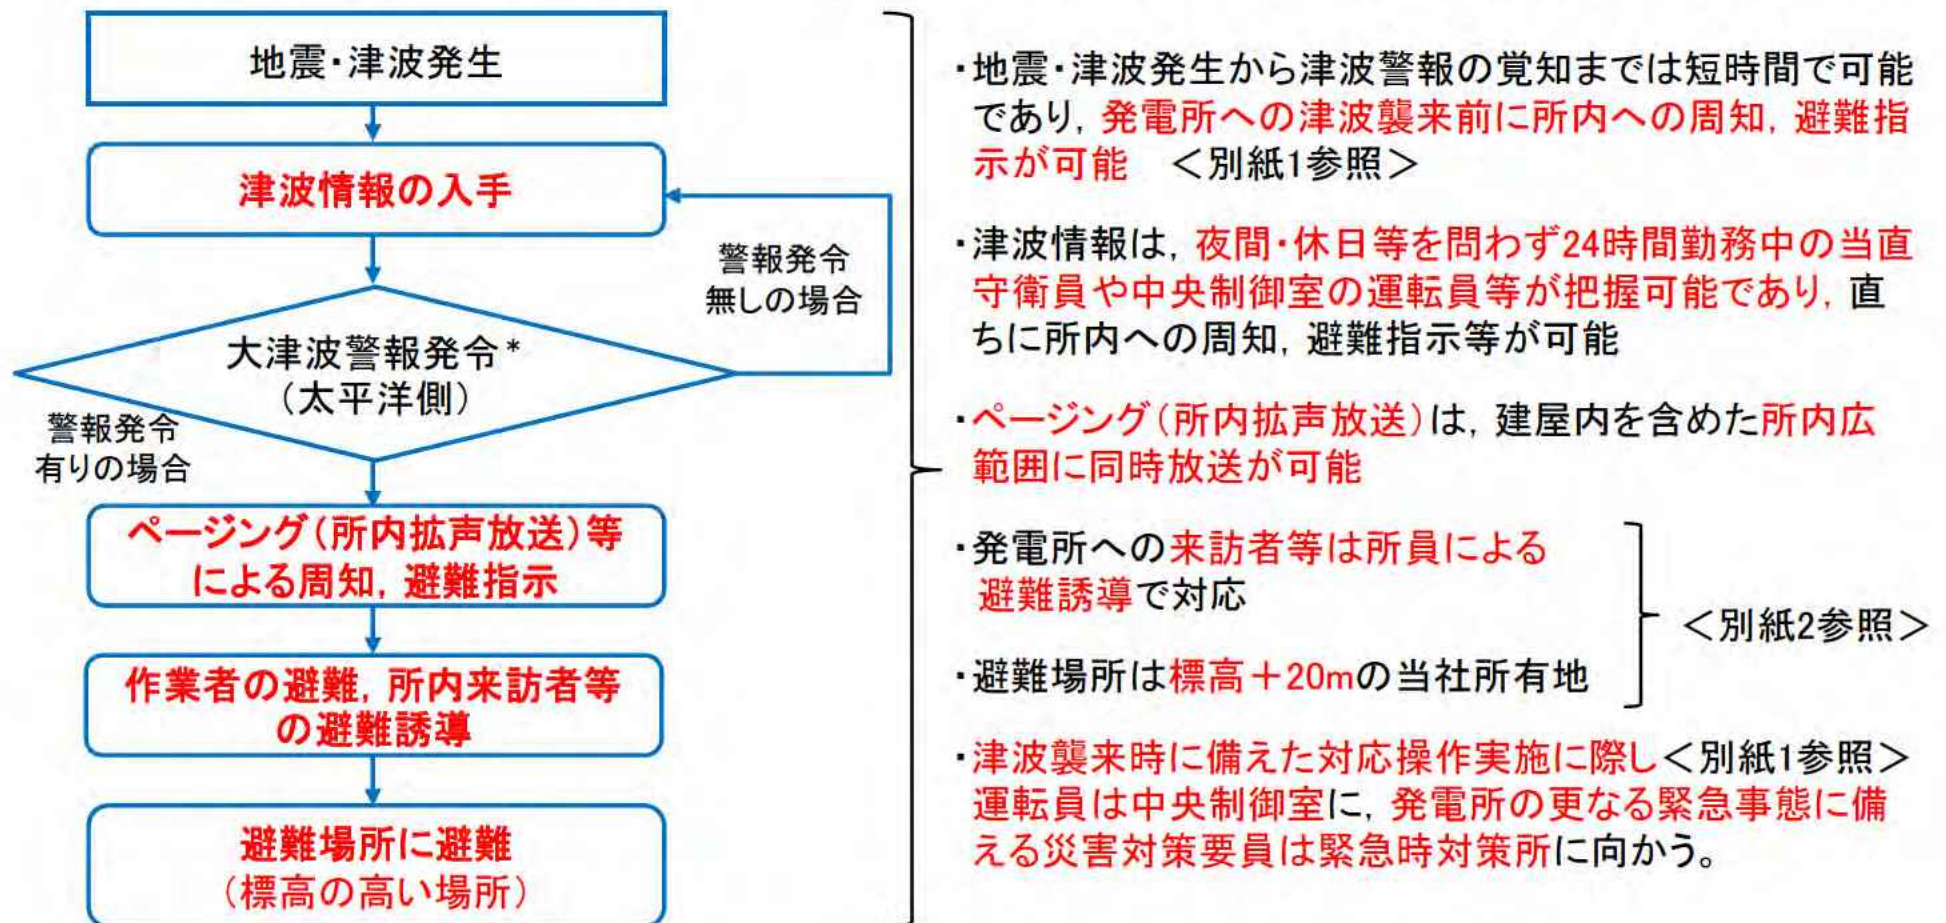 地震・津波発生
津波情報の入手
警報発令
無しの場合
大津波警報発令*
（太平洋側）
警報発令
有りの場合
ページング（所内拡声放送）等
による周知，避難指示
作業者の避難，所内来訪者等
の避難誘導
避難場所に避難
（標高の高い場所）
・地震・津波発生から津波警報の覚知までは短時間で可能
であり，発電所への津波襲来前に所内への周知，避難指
示が可能　＜別紙1参照＞
・津波情報は，夜間・休日等を問わず24時間勤務中の当直
守衛員や中央制御室の運転員等が把握可能であり，直
ちに所内への周知，避難指示等が可能
・ページング（所内拡声放送）は，建屋内を含めた所内広
範囲に同時放送が可能
・発電所への来訪者等は所員による
避難誘導で対応
・避難場所は標高＋20mの当社所有地
＜別紙2参照＞
・津波襲来時に備えた対応操作実施に際し＜別紙1参照＞
運転員は中央制御室に，発電所の更なる緊急事態に備
える災害対策要員は緊急時対策所に向かう。